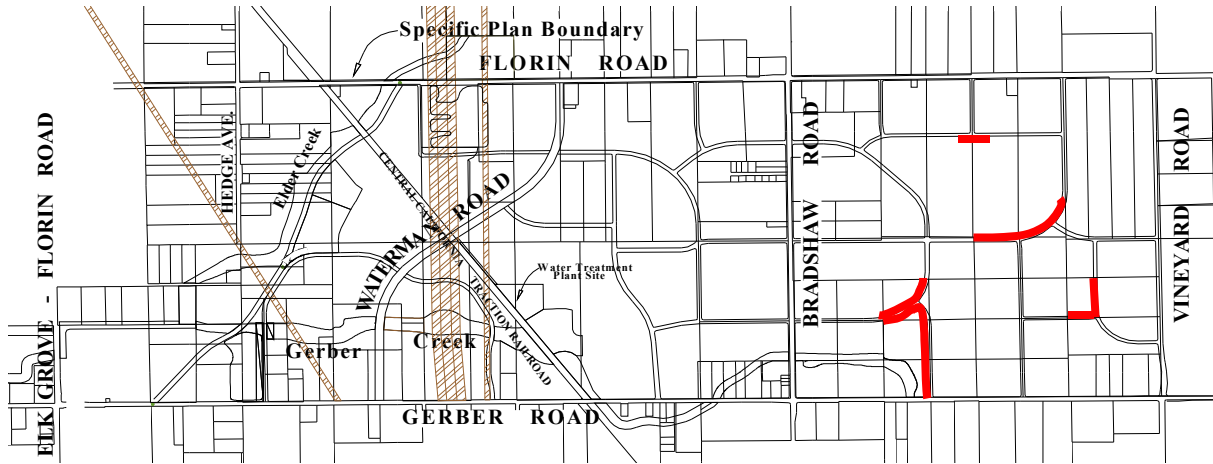 Specific Plan Boundary
FLORIN ROAD
ELK GROVE - FLORIN ROAD
HEDGE AVE.
Elder Creek
CENTRAL CALIFORNIA TRACTION RAILROAD
WATERMAN ROAD
Water Treatment
Plant Site
BRADSHAW ROAD
VINEYARD ROAD
Gerber Creek
GERBER ROAD